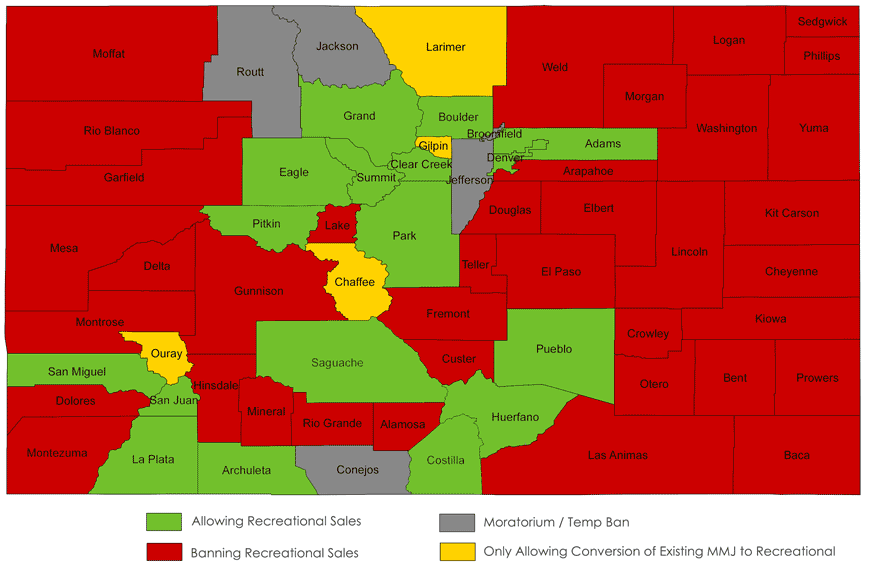 Moffat
Routt
Jackson
Larimer
Weld
Logan
Sedgwick
Phillips
Morgan
Grand
Boulder
Rio Blanco
Washington
Yuma
Broomfield
Gilpin
Adams
Clear Creek
Denver
Garfield
Eagle
Summit
Jefferson
Arapahoe
Douglas
Elbert
Kit Carson
Pitkin
Lake
Park
Mesa
Lincoln
Delta
Teller
El Paso
Cheyenne
Gunnison
Chaffee
Fremont
Kiowa
Montrose
Crowley
Ouray
Saguache
Custer
Pueblo
San Miguel
Hinsdale
Otero
Bent
Prowers
Dolores
San Juan
Mineral
Rio Grande
Alamosa
Huerfano
Montezuma
La Plata
Archuleta
Conejos
Costilla
Las Animas
Baca
Allowing Recreational Sales
Moratorium / Temp Ban
Banning Recreational Sales
Only Allowing Conversion of Existing MMJ to Recreational